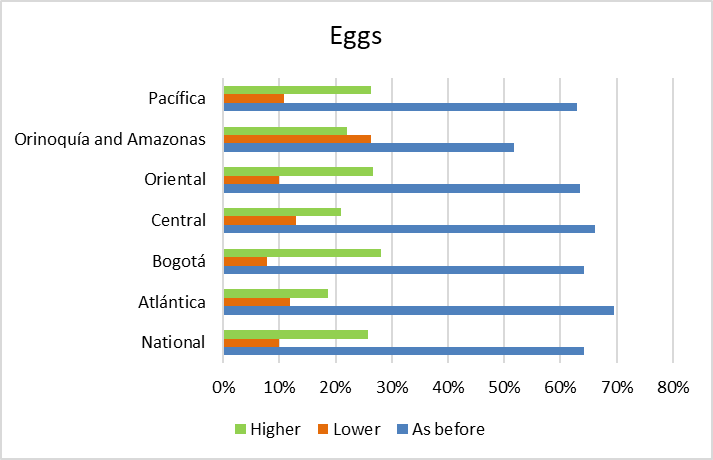 Eggs
Pacífica
Orinoquía and Amazonas
Oriental
Central
Bogotá
Atlántica
National
0% 10% 20% 30% 40% 50% 60% 70% 80%
Higher Lower As before